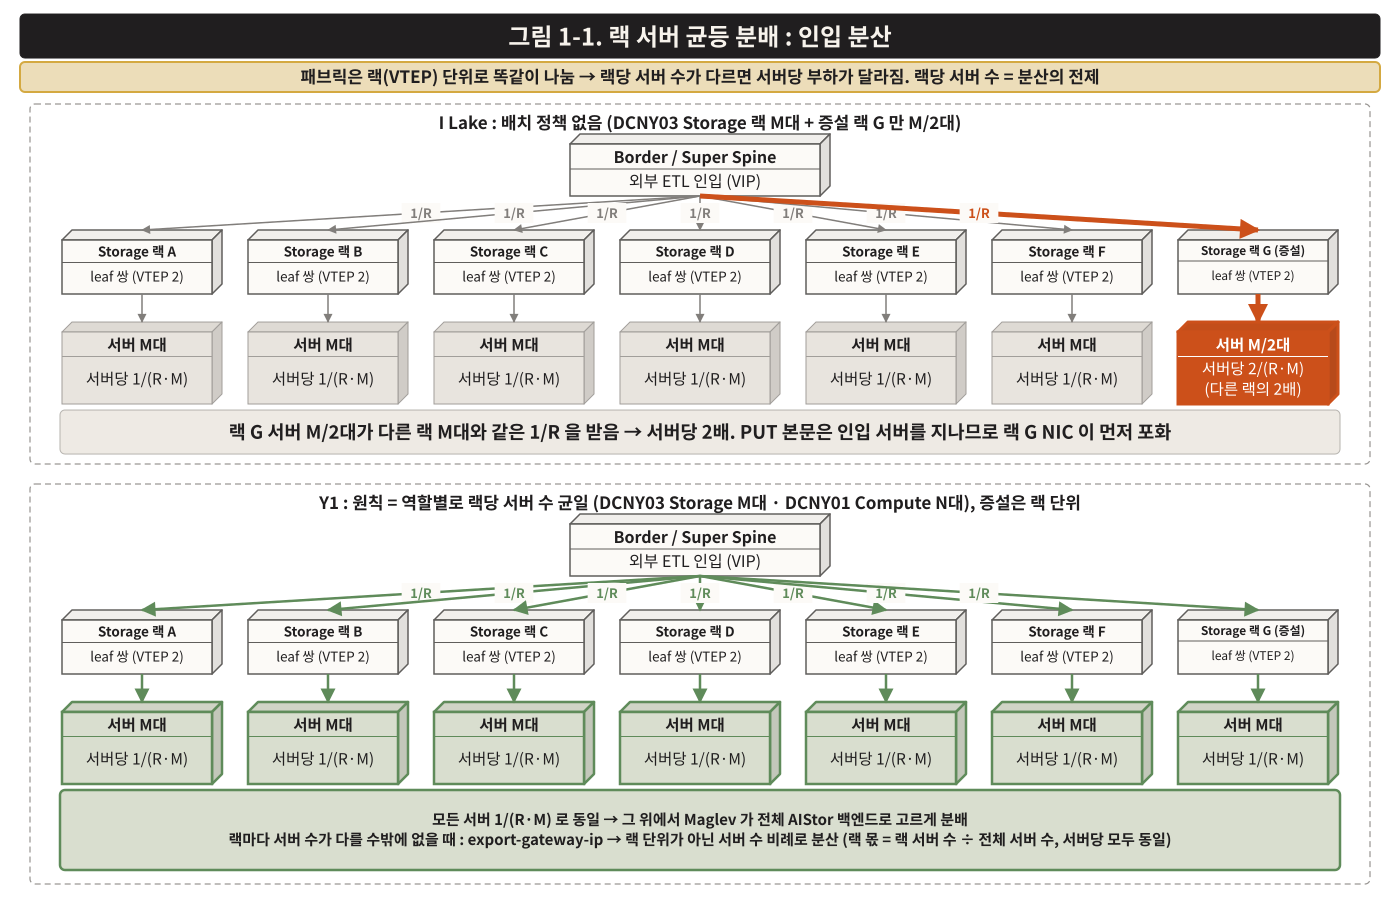 그림 1-1. 랙 서버 균등 분배 : 인입 분산
패브릭은 랙(VTEP) 단위로 똑같이 나눔 → 랙당 서버 수가 다르면 서버당 부하가 달라짐. 랙당 서버 수 = 분산의 전제
I Lake : 배치 정책 없음 (DCNY03 Storage 랙 M대 + 증설 랙 G 만 M/2대)
Border / Super Spine
외부 ETL 인입 (VIP)
1/R 1/R 1/R 1/R 1/R 1/R 1/R
Storage 랙 A Storage 랙 B Storage 랙 C Storage 랙 D Storage 랙 E Storage 랙 F Storage 랙 G (증설)
leaf 쌍 (VTEP 2) leaf 쌍 (VTEP 2) leaf 쌍 (VTEP 2) leaf 쌍 (VTEP 2) leaf 쌍 (VTEP 2) leaf 쌍 (VTEP 2) leaf 쌍 (VTEP 2)
서버 M대 서버 M대 서버 M대 서버 M대 서버 M대 서버 M대 서버 M/2대
서버당 1/(R·M) 서버당 1/(R·M) 서버당 1/(R·M) 서버당 1/(R·M) 서버당 1/(R·M) 서버당 1/(R·M) 서버당 2/(R·M)
(다른 랙의 2배)
랙 G 서버 M/2대가 다른 랙 M대와 같은 1/R 을 받음 → 서버당 2배. PUT 본문은 인입 서버를 지나므로 랙 G NIC 이 먼저 포화
Y1 : 원칙 = 역할별로 랙당 서버 수 균일 (DCNY03 Storage M대 · DCNY01 Compute N대), 증설은 랙 단위
Border / Super Spine
외부 ETL 인입 (VIP)
1/R 1/R 1/R 1/R 1/R 1/R 1/R
Storage 랙 A Storage 랙 B Storage 랙 C Storage 랙 D Storage 랙 E Storage 랙 F Storage 랙 G (증설)
leaf 쌍 (VTEP 2) leaf 쌍 (VTEP 2) leaf 쌍 (VTEP 2) leaf 쌍 (VTEP 2) leaf 쌍 (VTEP 2) leaf 쌍 (VTEP 2) leaf 쌍 (VTEP 2)
서버 M대 서버 M대 서버 M대 서버 M대 서버 M대 서버 M대 서버 M대
서버당 1/(R·M) 서버당 1/(R·M) 서버당 1/(R·M) 서버당 1/(R·M) 서버당 1/(R·M) 서버당 1/(R·M) 서버당 1/(R·M)
모든 서버 1/(R·M) 로 동일 → 그 위에서 Maglev 가 전체 AIStor 백엔드로 고르게 분배
랙마다 서버 수가 다를 수밖에 없을 때 : export-gateway-ip → 랙 단위가 아닌 서버 수 비례로 분산 (랙 몫 = 랙 서버 수 ÷ 전체 서버 수, 서버당 모두 동일)